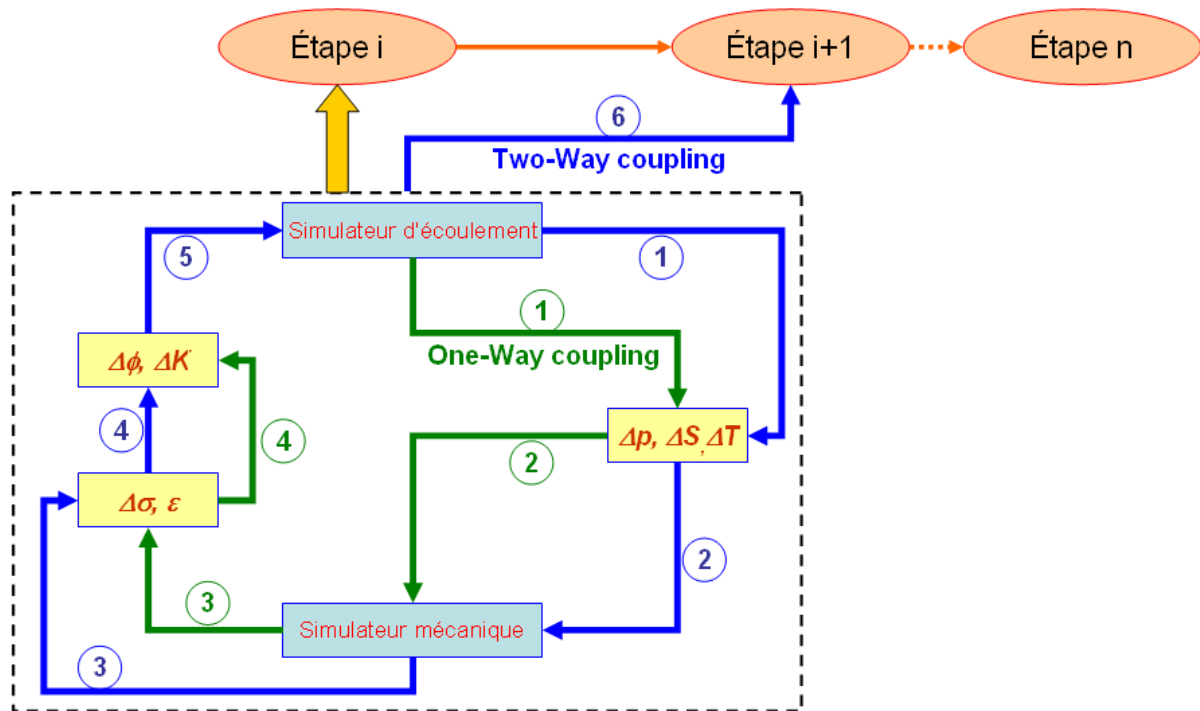 Étape i
Étape i+1
Étape n
6
Two-Way coupling
Simulateur d'écoulement
5
1
1
One-Way coupling
Δϕ, ΔK
4
4
Δp, ΔS, ΔT
2
Δσ, ε
2
3
Simulateur mécanique
3